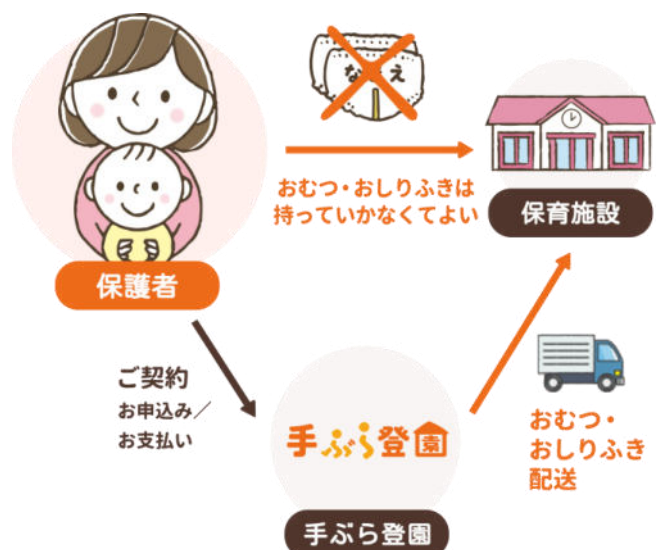 な え
おむつ・おしりふきは
持っていかなくてよい
保育施設
保護者
ご契約
お申込み／
お支払い
手ぶら登園
おむつ・
おしりふき
配送
手ぶら登園